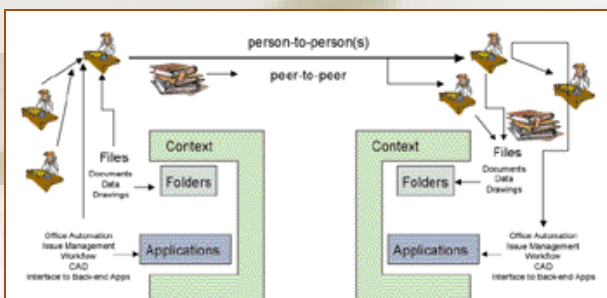 person-to-person(s)
peer-to-peer
Files
Documents
Data
Drawings
Context
Folders
Applications
Office Automation
Issue Management
Workflow
CAD
Interface to Back-end Apps
Context
Folders
Applications
Files
Documents
Data
Drawings
Office Automation
Issue Management
Workflow
CAD
Interface to Back-end Apps